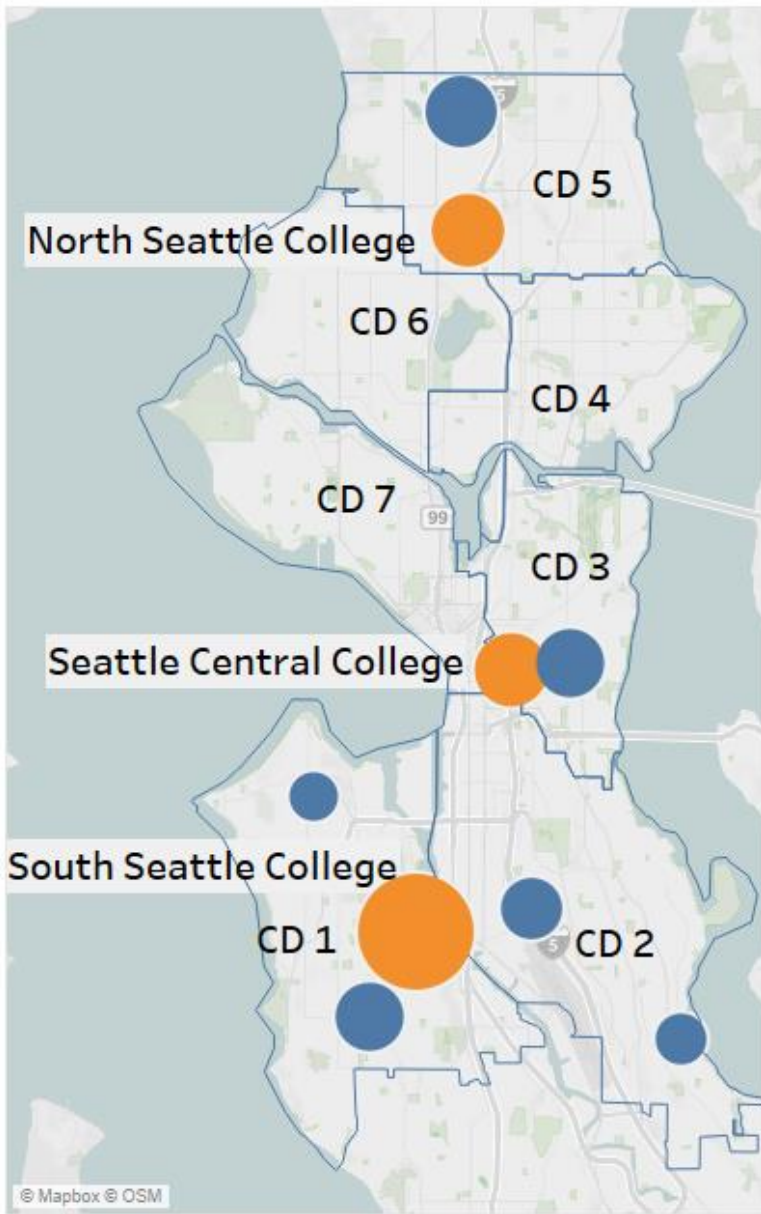 5
CD 5
North Seattle College
CD 6
CD 4
CD 7
99
CD 3
Seattle Central College
South Seattle College
CD 1
5
CD 2
© Mapbox © OSM